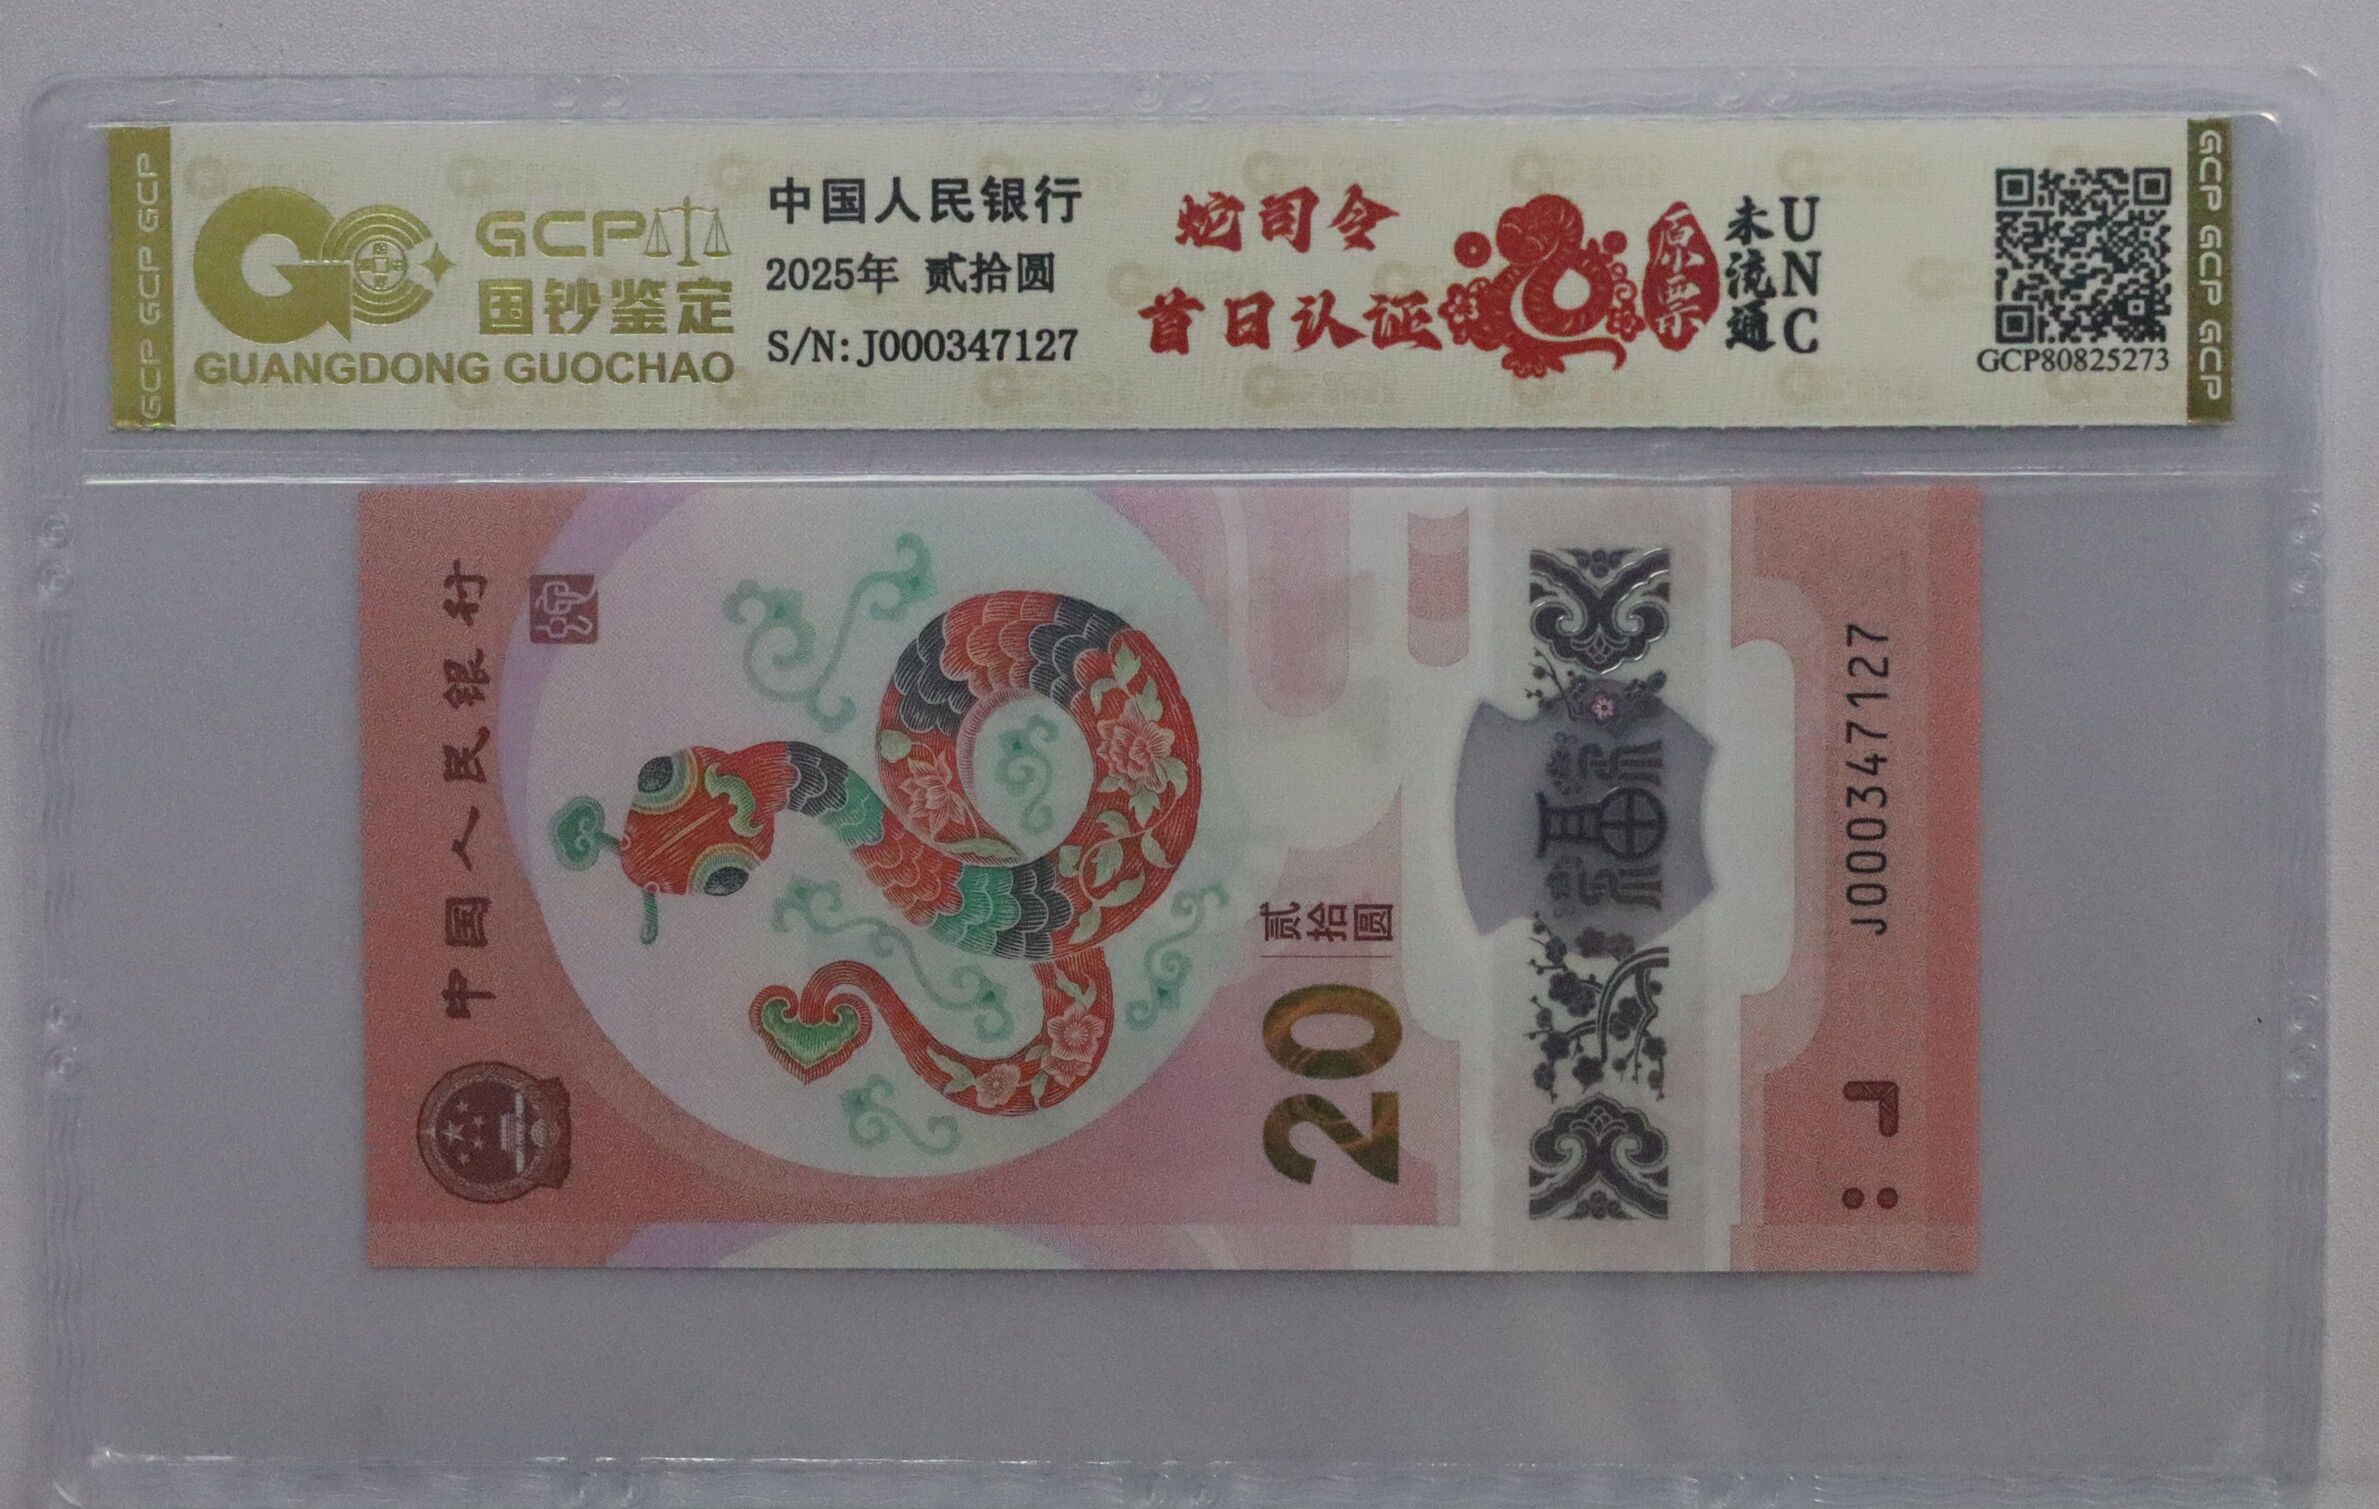 GCP GCP GCP
GCP
国钞鉴定
GUANGDONG GUOCHAO
中国人民银行
2025年 贰拾圆
S/N: J000347127
蛇司令
首日认证
原票
未流通
UNC
GCP80825273
GCP GCP GCP
中国人民银行
蛇
20
贰拾圆
福
J000347127